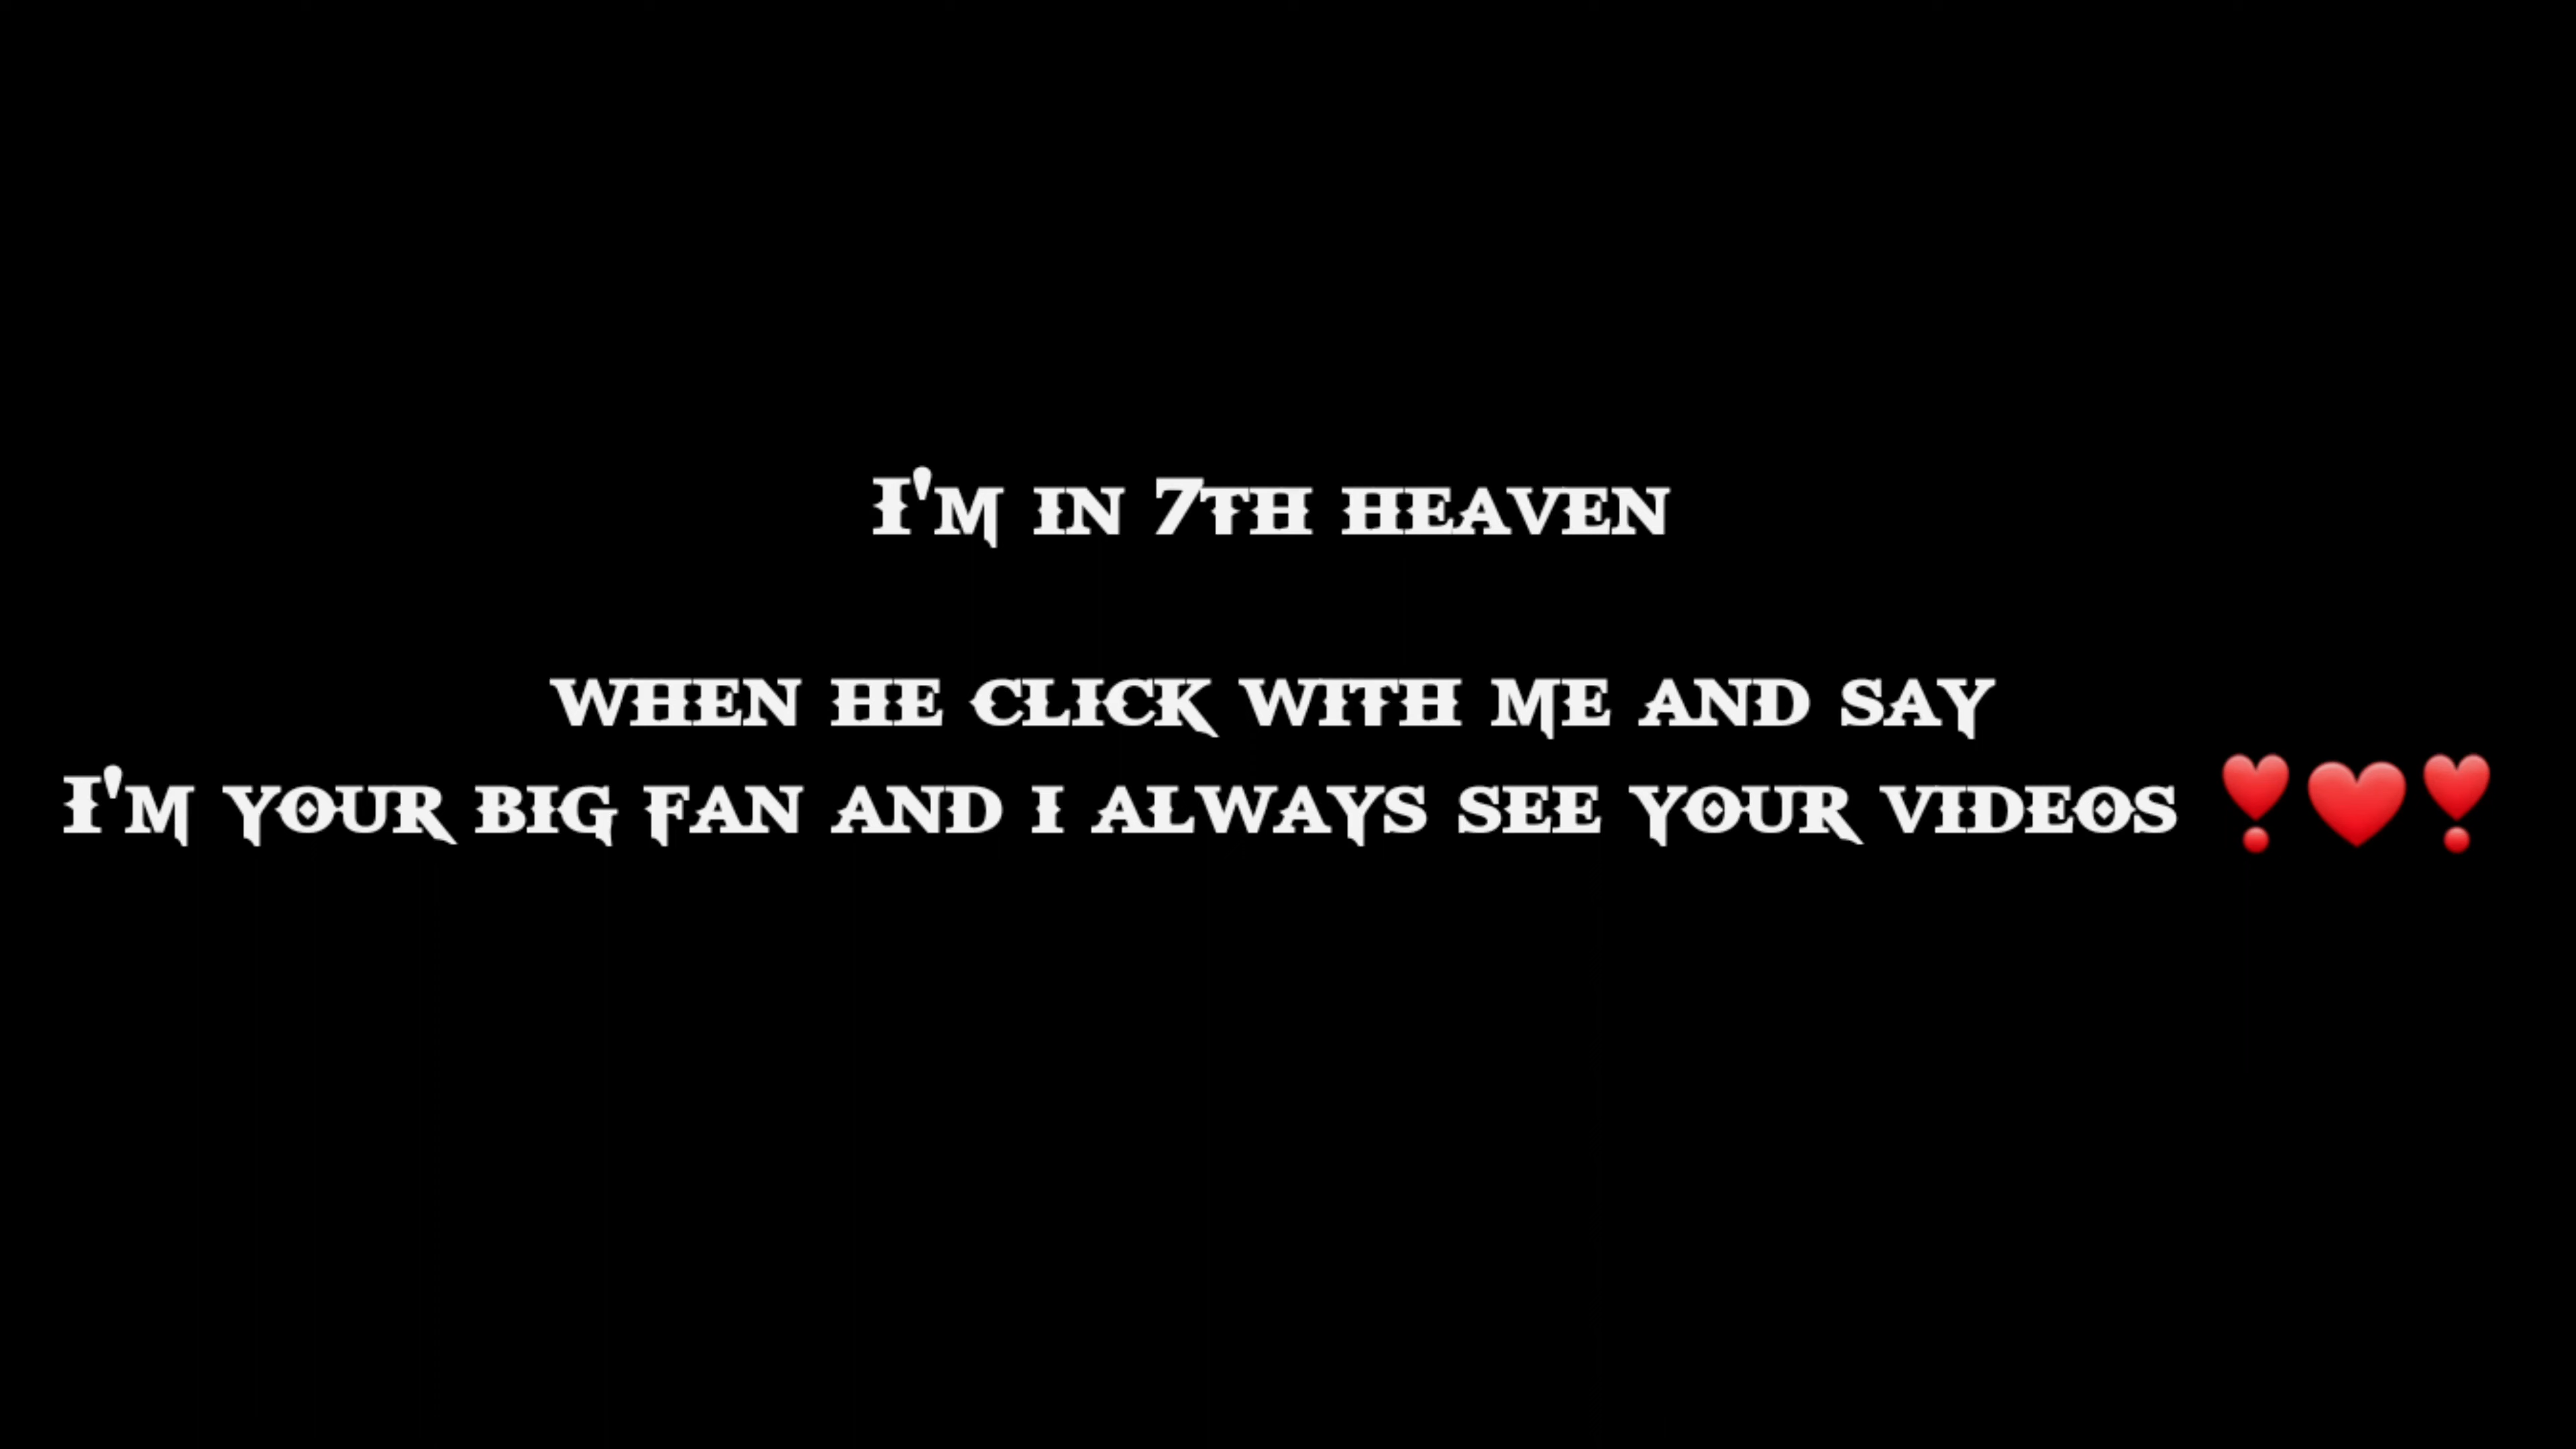 I'm in 7th heaven
when he click with me and say
I'm your big fan and i always see your videos ❣️❤️❣️